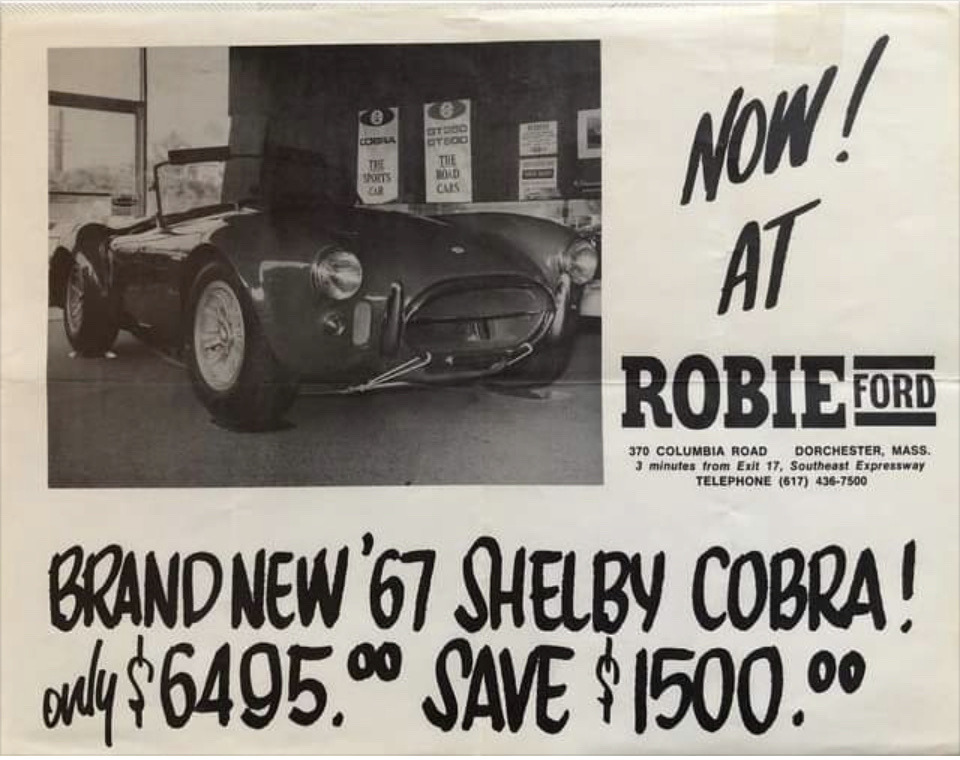 COBRA
THE
SPORTS
CAR
GT350
GT500
THE
ROAD
CARS
NOW!
AT
ROBIE FORD
370 COLUMBIA ROAD DORCHESTER, MASS.
3 minutes from Exit 17, Southeast Expressway
TELEPHONE (617) 436-7500
BRAND NEW '67 SHELBY COBRA!
only $6495.00 SAVE $1500.00